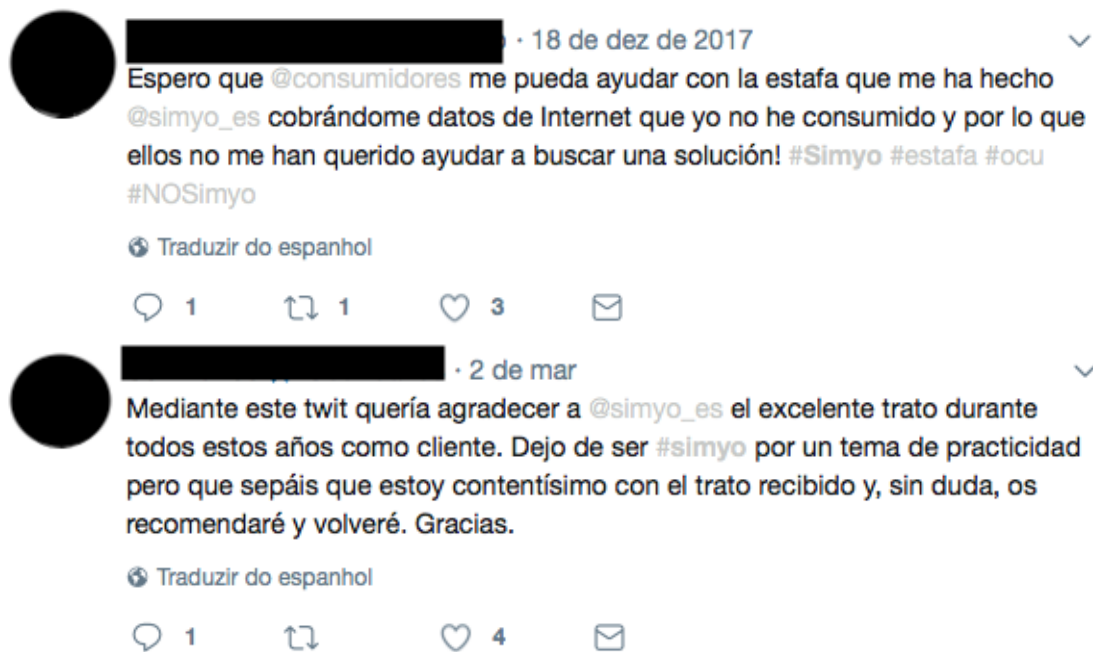 · 18 de dez de 2017
Espero que @consumidores me pueda ayudar con la estafa que me ha hecho
@simyo_es cobrándome datos de Internet que yo no he consumido y por lo que
ellos no me han querido ayudar a buscar una solución! #Simyo #estafa #ocu
#NOSimyo
Traduzir do espanhol
1 1 3
· 2 de mar
Mediante este twit quería agradecer a @simyo_es el excelente trato durante
todos estos años como cliente. Dejo de ser #simyo por un tema de practicidad
pero que sepáis que estoy contentísimo con el trato recibido y, sin duda, os
recomendaré y volveré. Gracias.
Traduzir do espanhol
1 4